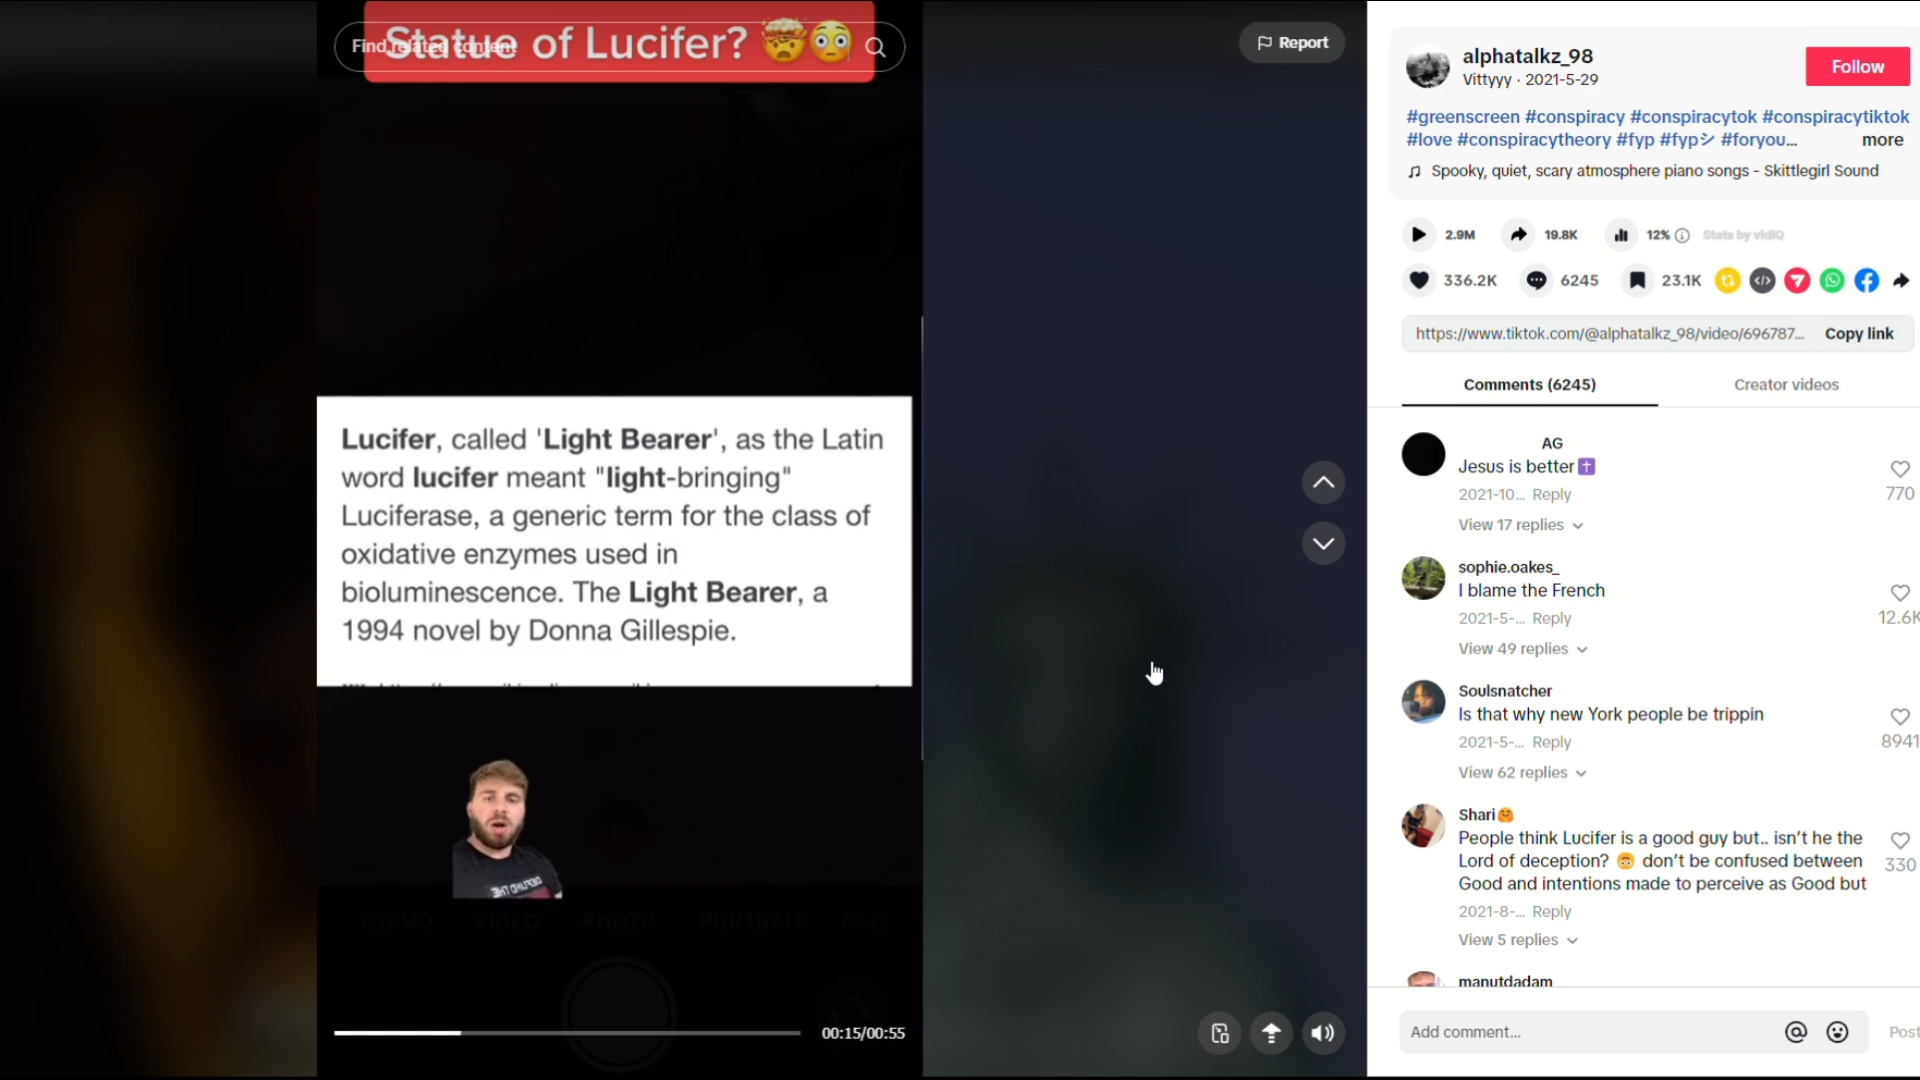 Statue of Lucifer? 🤯😳
Find related content
Report
Lucifer, called 'Light Bearer', as the Latin
word lucifer meant "light-bringing"
Luciferase, a generic term for the class of
oxidative enzymes used in
bioluminescence. The Light Bearer, a
1994 novel by Donna Gillespie.
VIDEO
PHOTO
PORTRAIT
00:15/00:55
alphatalkz_98
Vittyyy · 2021-5-29
Follow
#greenscreen #conspiracy #conspiracytok #conspiracytiktok
#love #conspiracytheory #fyp #fypシ #foryou...
more
Spooky, quiet, scary atmosphere piano songs - Skittlegirl Sound
2.9M
19.8K
12%
Stats by vidIQ
336.2K
6245
23.1K
https://www.tiktok.com/@alphatalkz_98/video/696787...
Copy link
Comments (6245)
Creator videos
AG
Jesus is better✝️
2021-10... Reply
770
View 17 replies
sophie.oakes_
I blame the French
2021-5-... Reply
12.6K
View 49 replies
Soulsnatcher
Is that why new York people be trippin
2021-5-... Reply
8941
View 62 replies
Shari🤗
People think Lucifer is a good guy but.. isn't he the
Lord of deception? 🙃 don't be confused between
Good and intentions made to perceive as Good but
2021-8-... Reply
330
View 5 replies
manutdadam
Add comment...
Post